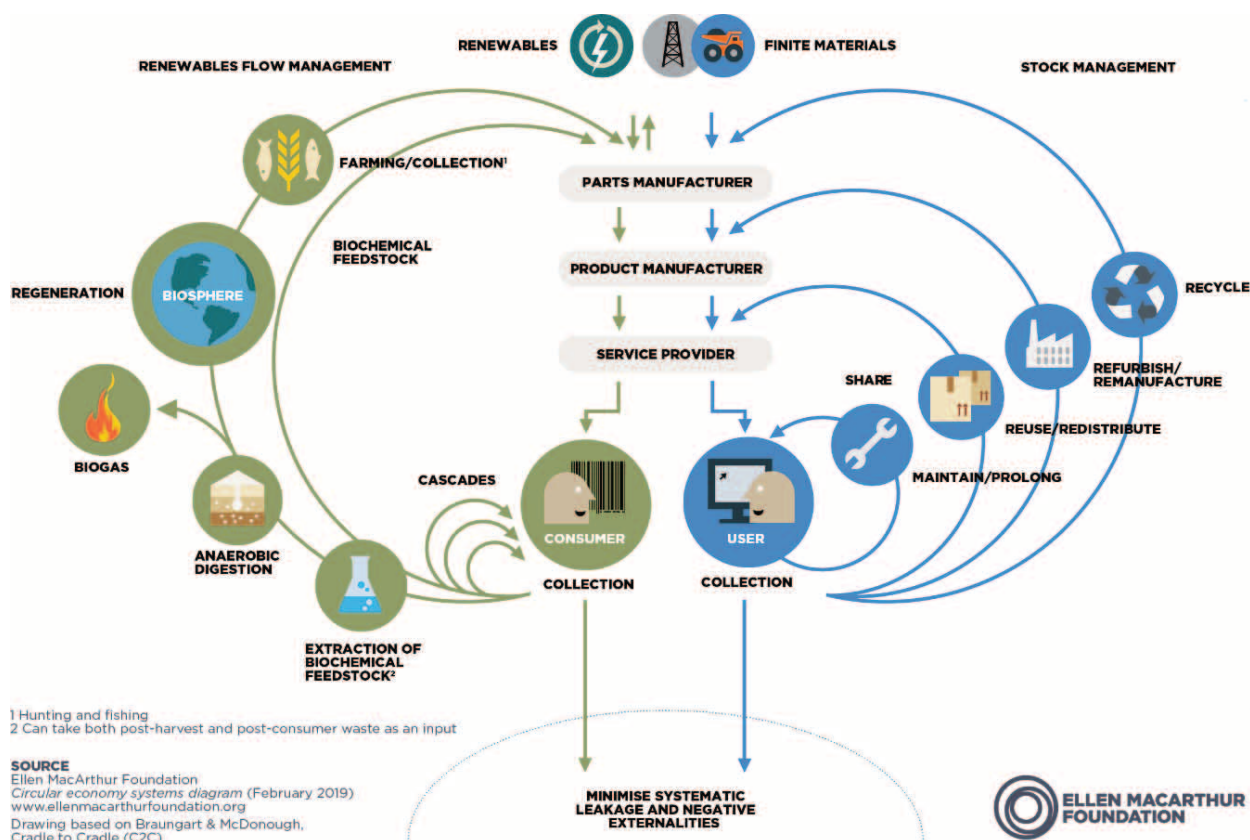 RENEWABLES
FINITE MATERIALS
RENEWABLES FLOW MANAGEMENT
STOCK MANAGEMENT
FARMING/COLLECTION¹
PARTS MANUFACTURER
BIOCHEMICAL
FEEDSTOCK
PRODUCT MANUFACTURER
REGENERATION
BIOSPHERE
RECYCLE
SERVICE PROVIDER
SHARE
REFURBISH/
REMANUFACTURE
REUSE/REDISTRIBUTE
BIOGAS
CASCADES
MAINTAIN/PROLONG
CONSUMER
USER
ANAEROBIC
DIGESTION
COLLECTION
COLLECTION
EXTRACTION OF
BIOCHEMICAL
FEEDSTOCK²
1 Hunting and fishing
2 Can take both post-harvest and post-consumer waste as an input
SOURCE
Ellen MacArthur Foundation
Circular economy systems diagram (February 2019)
www.ellenmacarthurfoundation.org
Drawing based on Braungart & McDonough,
Cradle to Cradle (C2C)
MINIMISE SYSTEMATIC
LEAKAGE AND NEGATIVE
EXTERNALITIES
ELLEN MACARTHUR
FOUNDATION